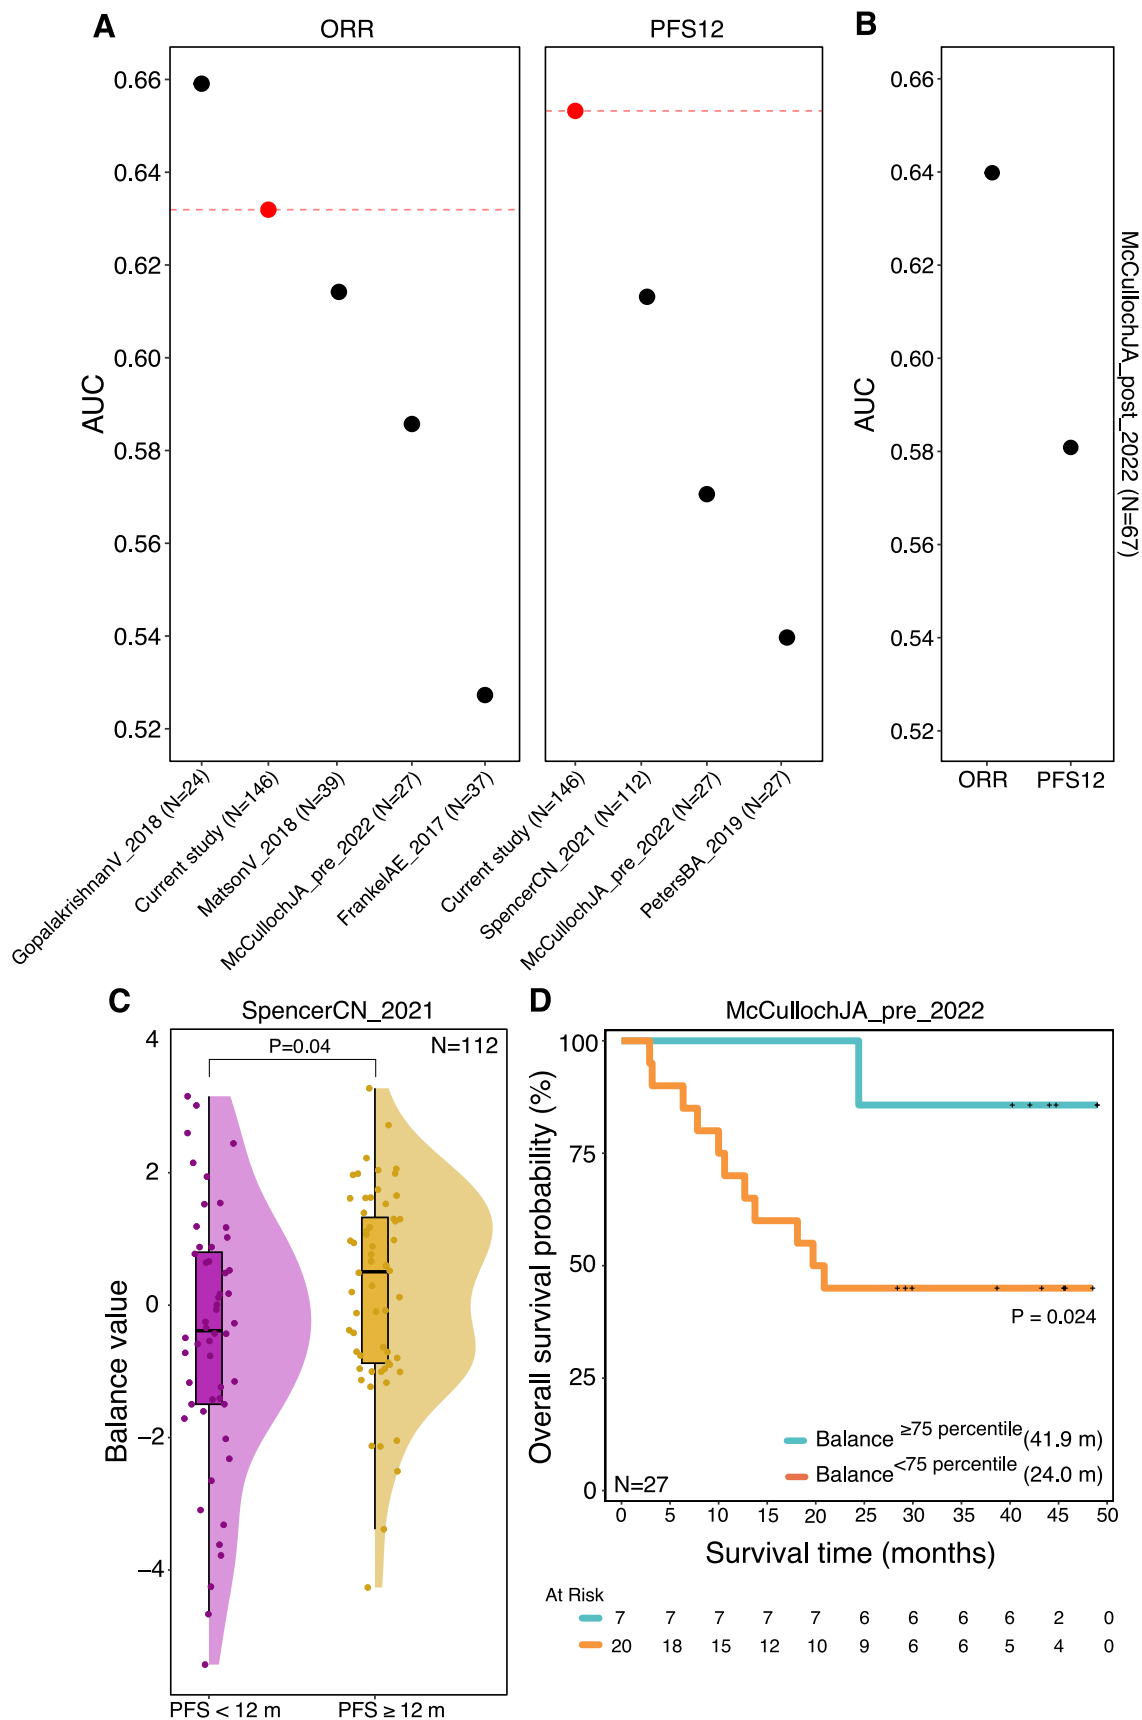 A
ORR
PFS12
AUC
0.66
0.64
0.62
0.60
0.58
0.56
0.54
0.52
GopalakrishnanV_2018 (N=24)
Current study (N=146)
MatsonV_2018 (N=39)
McCullochJA_pre_2022 (N=27)
FrankelAE_2017 (N=37)
Current study (N=146)
SpencerCN_2021 (N=112)
McCullochJA_pre_2022 (N=27)
PetersBA_2019 (N=27)
B
AUC
0.66
0.64
0.62
0.60
0.58
0.56
0.54
0.52
ORR PFS12
McCullochJA_post_2022 (N=67)
C
SpencerCN_2021
P=0.04
N=112
Balance value
4
2
0
−2
−4
PFS < 12 m PFS ≥ 12 m
D
McCullochJA_pre_2022
Overall survival probability (%)
100
75
50
25
0
P = 0.024
Balance ≥75 percentile (41.9 m)
Balance <75 percentile (24.0 m)
N=27
0 5 10 15 20 25 30 35 40 45 50
Survival time (months)
At Risk
7 7 7 7 7 6 6 6 6 2 0
20 18 15 12 10 9 6 6 5 4 0